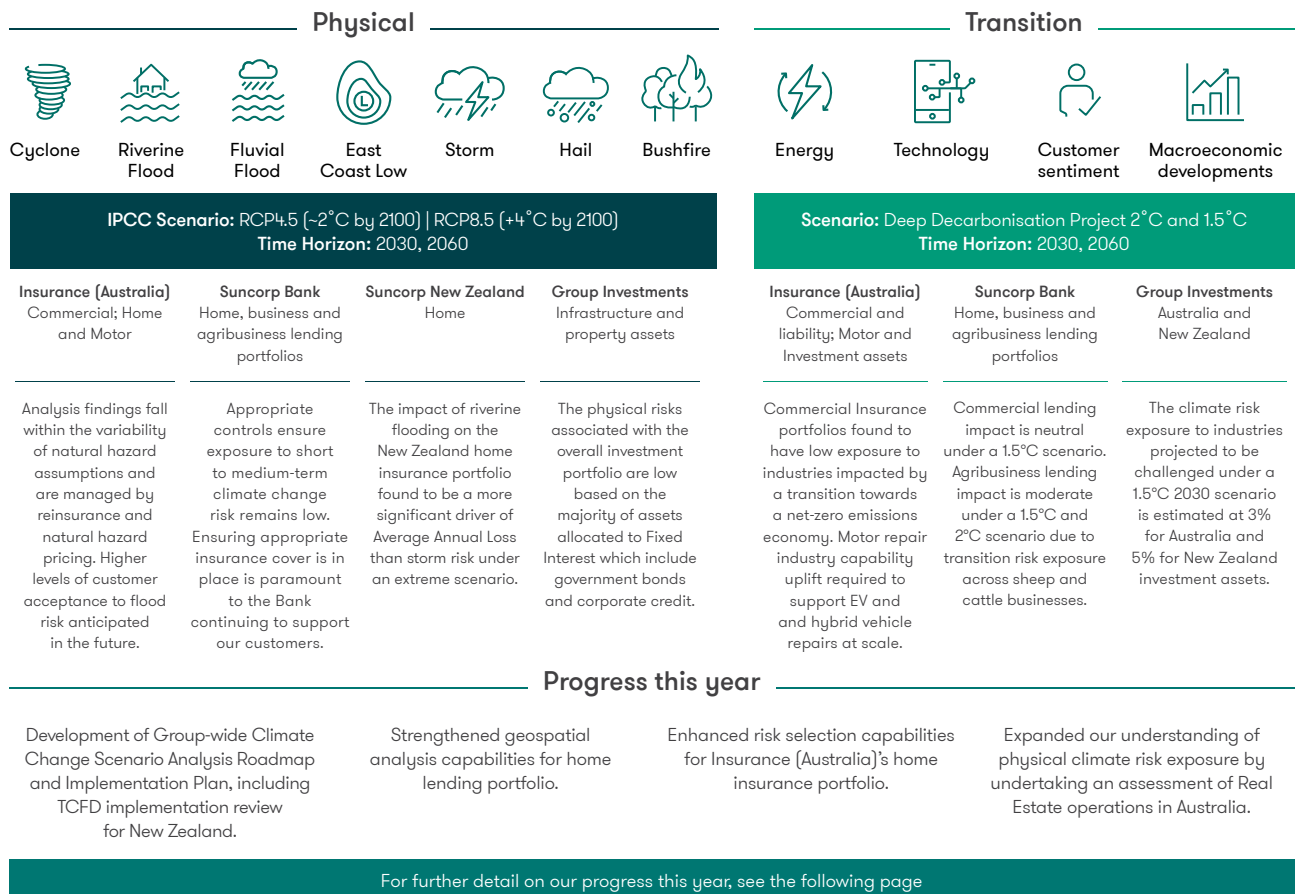 Physical
Transition
Cyclone
Riverine
Flood
Fluvial
Flood
East
Coast Low
L
Storm
Hail
Bushfire
Energy
Technology
Customer
sentiment
Macroeconomic
developments
IPCC Scenario: RCP4.5 (~2°C by 2100) | RCP8.5 (+4°C by 2100)
Time Horizon: 2030, 2060
Scenario: Deep Decarbonisation Project 2°C and 1.5°C
Time Horizon: 2030, 2060
Insurance (Australia)
Commercial; Home
and Motor
Analysis findings fall
within the variability
of natural hazard
assumptions and
are managed by
reinsurance and
natural hazard
pricing. Higher
levels of customer
acceptance to flood
risk anticipated
in the future.
Suncorp Bank
Home, business and
agribusiness lending
portfolios
Appropriate
controls ensure
exposure to short
to medium-term
climate change
risk remains low.
Ensuring appropriate
insurance cover is in
place is paramount
to the Bank
continuing to support
our customers.
Suncorp New Zealand
Home
The impact of riverine
flooding on the
New Zealand home
insurance portfolio
found to be a more
significant driver of
Average Annual Loss
than storm risk under
an extreme scenario.
Group Investments
Infrastructure and
property assets
The physical risks
associated with the
overall investment
portfolio are low
based on the
majority of assets
allocated to Fixed
Interest which include
government bonds
and corporate credit.
Insurance (Australia)
Commercial and
liability; Motor and
Investment assets
Commercial Insurance
portfolios found to
have low exposure to
industries impacted by
a transition towards
a net-zero emissions
economy. Motor repair
industry capability
uplift required to
support EV and
and hybrid vehicle
repairs at scale.
Suncorp Bank
Home, business and
agribusiness lending
portfolios
Commercial lending
impact is neutral
under a 1.5°C scenario.
Agribusiness lending
impact is moderate
under a 1.5°C and
2°C scenario due to
transition risk exposure
across sheep and
cattle businesses.
Group Investments
Australia and
New Zealand
The climate risk
exposure to industries
projected to be
challenged under a
1.5°C 2030 scenario
is estimated at 3%
for Australia and
5% for New Zealand
investment assets.
Progress this year
Development of Group-wide Climate
Change Scenario Analysis Roadmap
and Implementation Plan, including
TCFD implementation review
for New Zealand.
Strengthened geospatial
analysis capabilities for home
lending portfolio.
Enhanced risk selection capabilities
for Insurance (Australia)'s home
insurance portfolio.
Expanded our understanding of
physical climate risk exposure by
undertaking an assessment of Real
Estate operations in Australia.
For further detail on our progress this year, see the following page